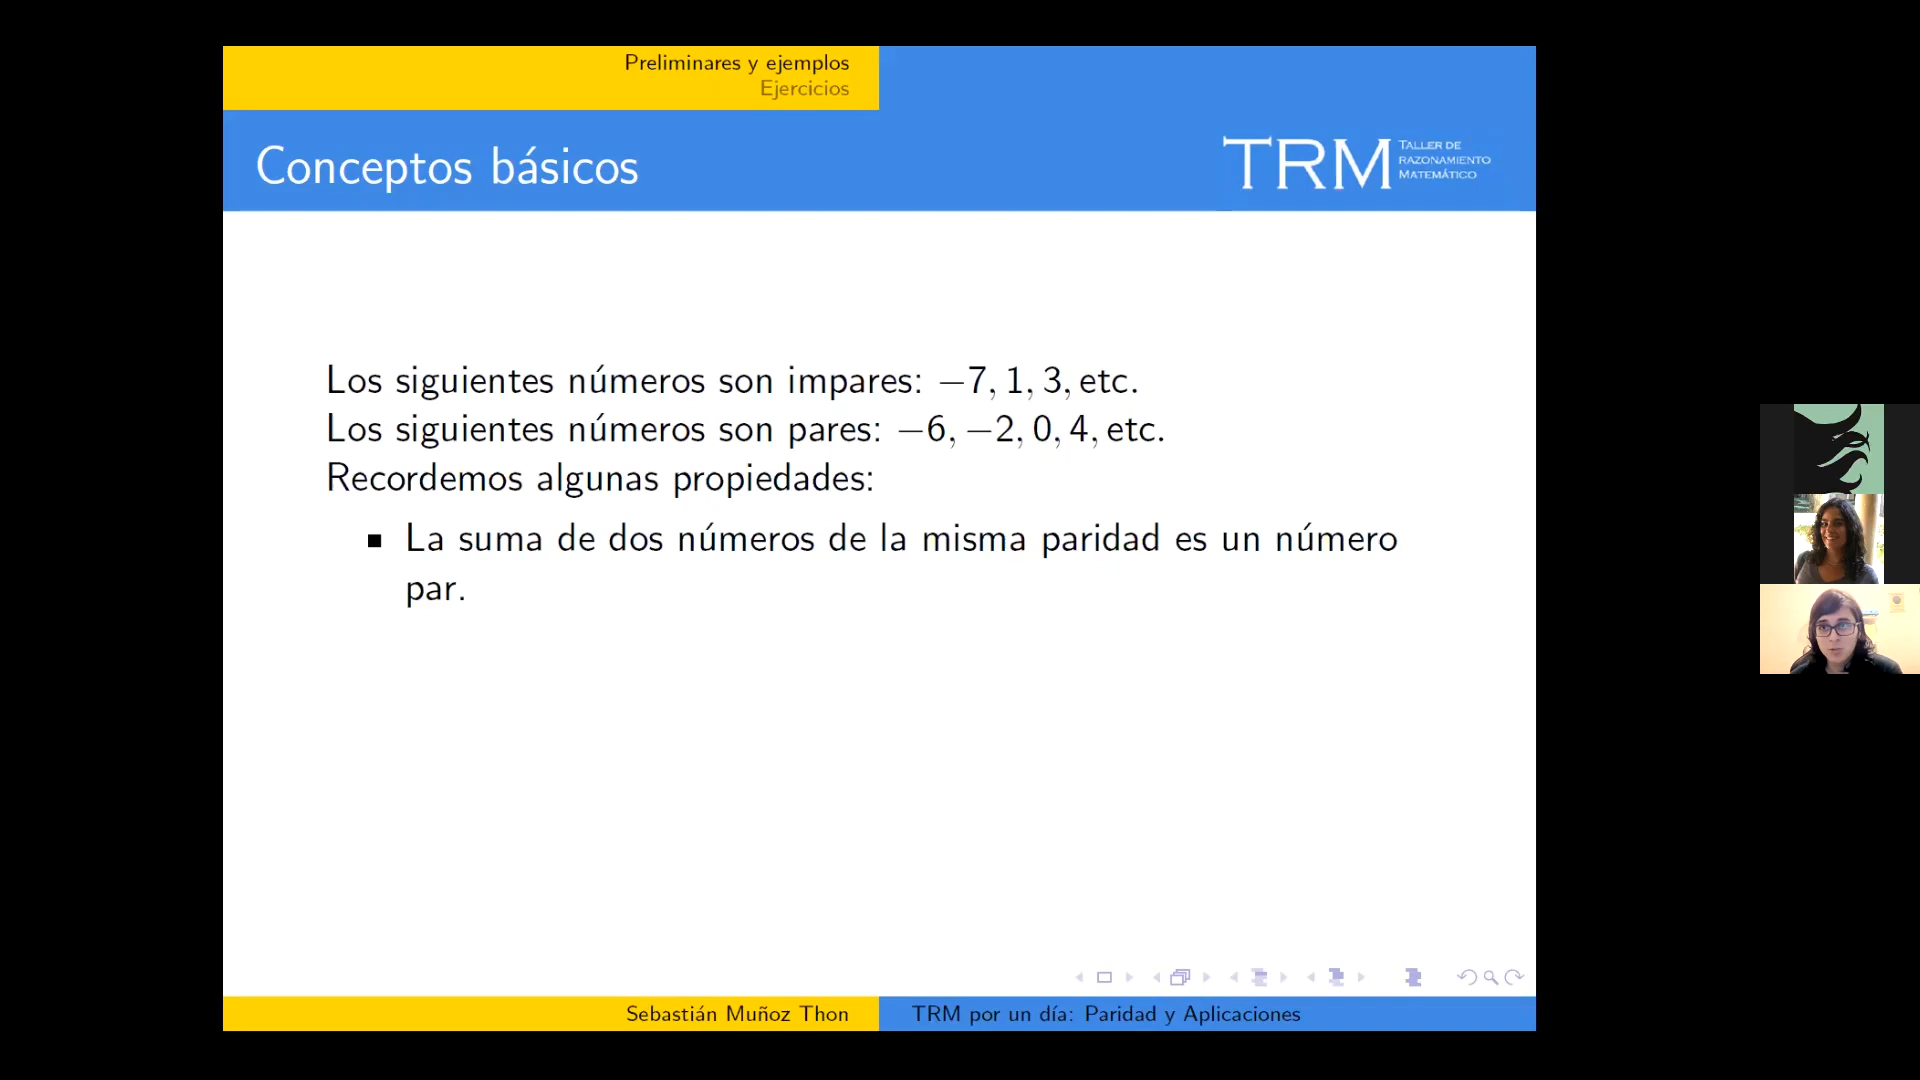 Preliminares y ejemplos
Ejercicios
Conceptos básicos
TRM
TALLER DE
RAZONAMIENTO
MATEMÁTICO
Los siguientes números son impares: −7, 1, 3, etc.
Los siguientes números son pares: −6, −2, 0, 4, etc.
Recordemos algunas propiedades:
La suma de dos números de la misma paridad es un número
par.
Sebastián Muñoz Thon
TRM por un día: Paridad y Aplicaciones